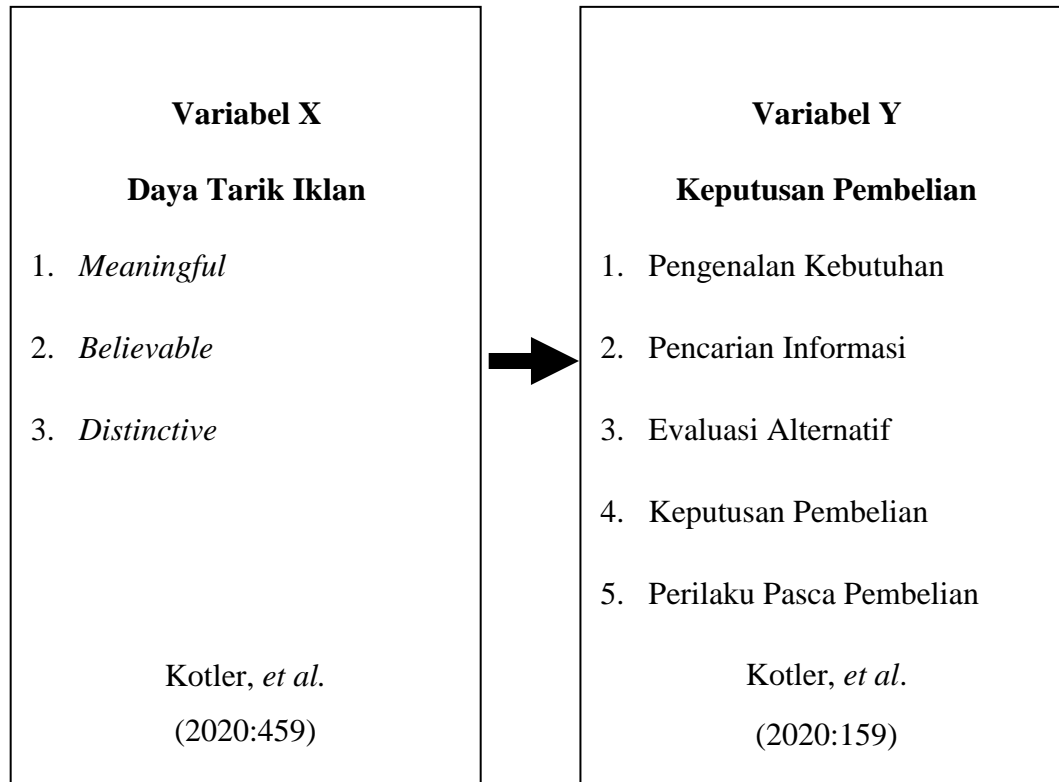 Variabel X
Daya Tarik Iklan
1. Meaningful
2. Believable
3. Distinctive
Kotler, et al.
(2020:459)
Variabel Y
Keputusan Pembelian
1. Pengenalan Kebutuhan
2. Pencarian Informasi
3. Evaluasi Alternatif
4. Keputusan Pembelian
5. Perilaku Pasca Pembelian
Kotler, et al.
(2020:159)